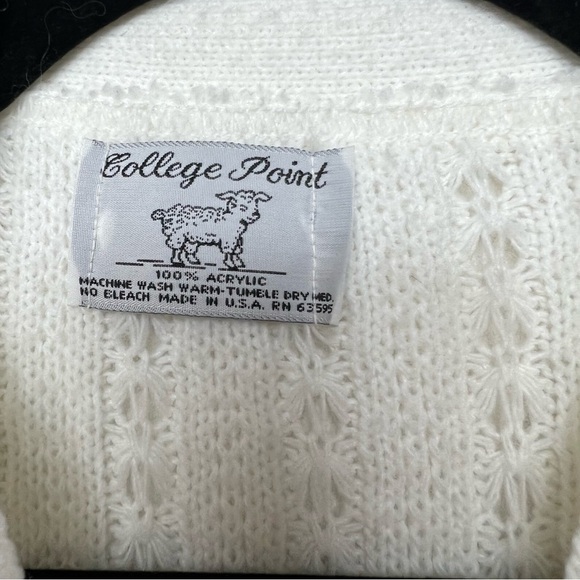 College Point
100% ACRYLIC
MACHINE WASH WARM-TUMBLE DRY MED.
NO BLEACH MADE IN U.S.A. RN 63595